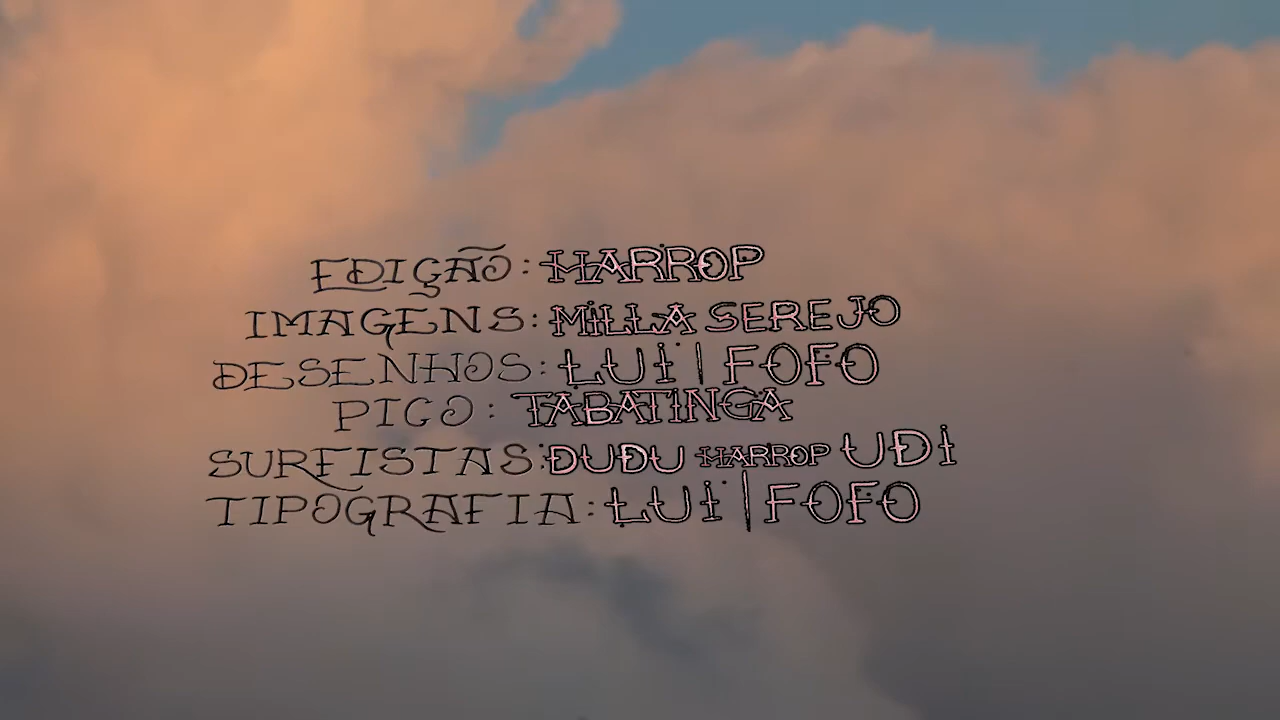 EDIÇÃO: HARROP
IMAGENS: MILLA SEREJO
DESENHOS: LUI | FOFO
PICO: TABATINGA
SURFISTAS: DUDU HARROP UDI
TIPOGRAFIA: LUI | FOFO